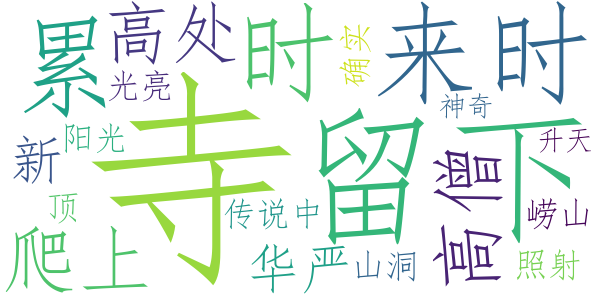 累
高处
时
确实
来时
光亮
神奇
寺
留
下
新
阳光
高僧
升天
顶
传说中
崂山
爬上
华严
山洞
照射